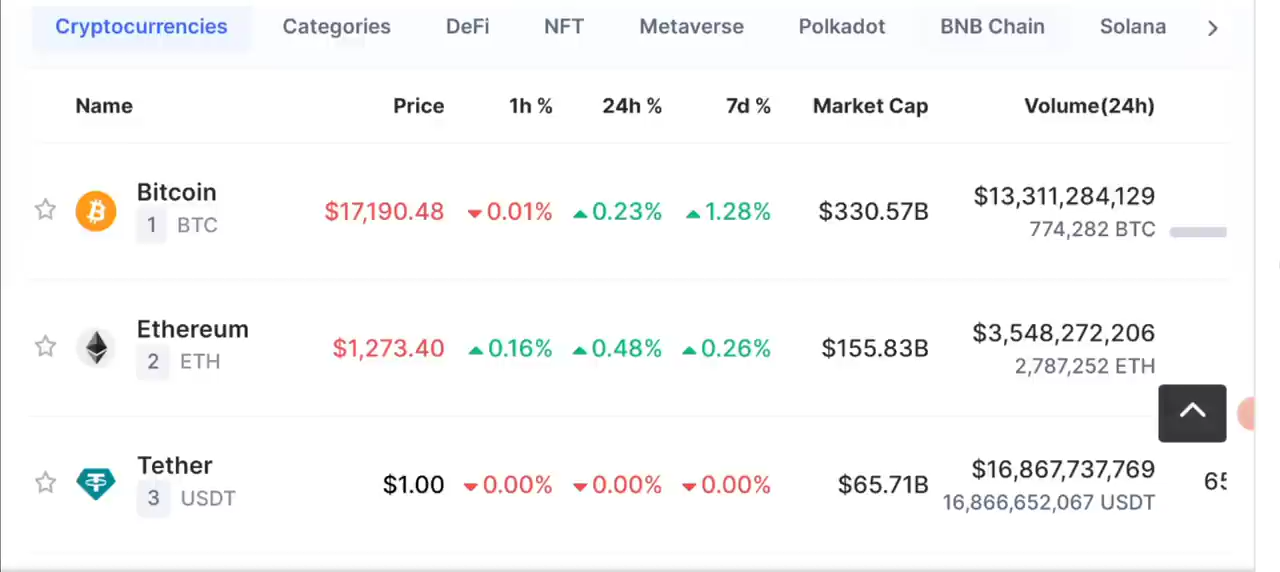 Cryptocurrencies Categories DeFi NFT Metaverse Polkadot BNB Chain Solana
Name Price 1h % 24h % 7d % Market Cap Volume(24h)
Bitcoin
1 BTC
$17,190.48 0.01% 0.23% 1.28% $330.57B
$13,311,284,129
774,282 BTC
Ethereum
2 ETH
$1,273.40 0.16% 0.48% 0.26% $155.83B
$3,548,272,206
2,787,252 ETH
Tether
3 USDT
$1.00 0.00% 0.00% 0.00% $65.71B
$16,867,737,769
16,866,652,067 USDT